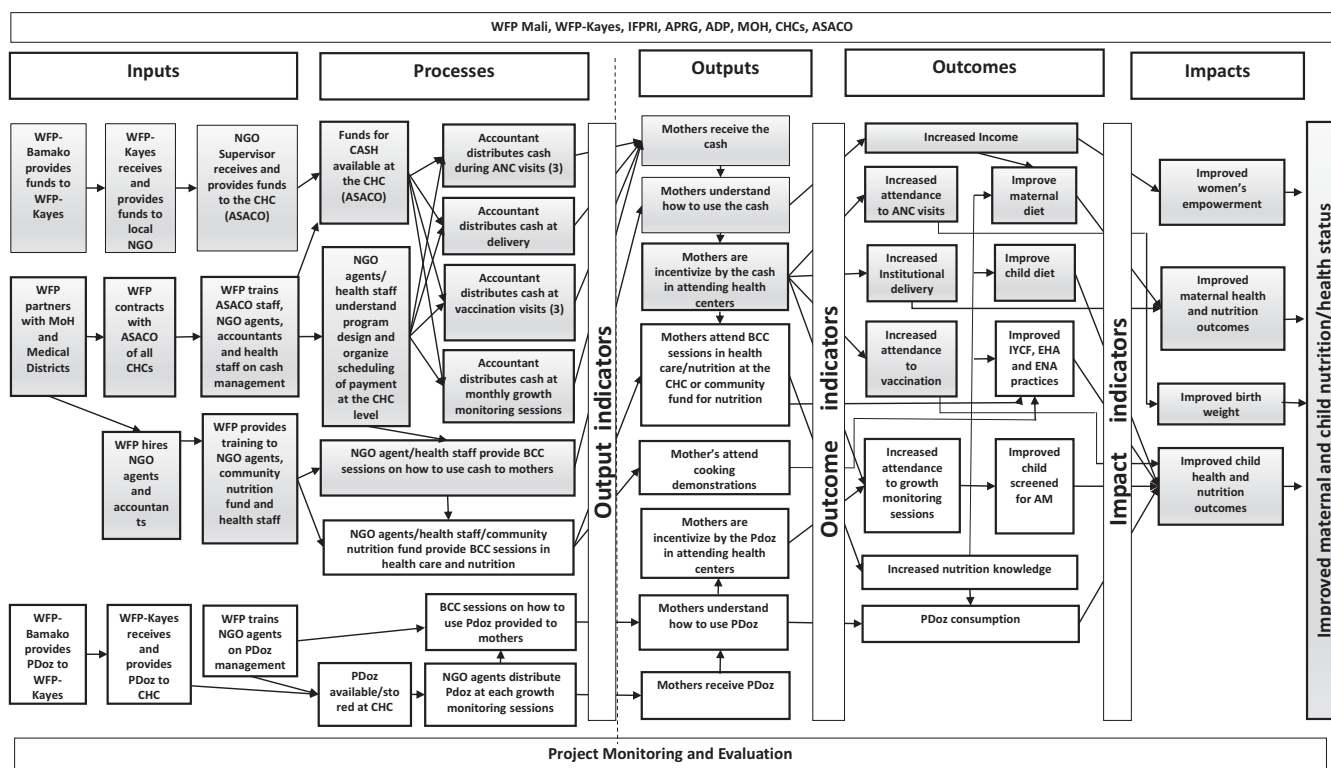 WFP Mali, WFP-Kayes, IFPRI, APRG, ADP, MOH, CHCs, ASACO
Inputs
Processes
Outputs
Outcomes
Impacts
WFP-
Bamako
provides
funds to
WFP-
Kayes
WFP-
Kayes
receives
and
provides
funds to
local
NGO
NGO
Supervisor
receives and
provides funds
to the CHC
(ASACO)
Funds for
CASH
available at
the CHC
(ASACO)
Accountant
distributes cash
during ANC visits (3)
Accountant
distributes cash at
delivery
Accountant
distributes cash at
vaccination visits (3)
Accountant
distributes cash at
monthly growth
monitoring sessions
WFP
partners
with MoH
and
Medical
Districts
WFP
contracts
with
ASACO
of all
CHCs
WFP trains
ASACO staff,
NGO agents,
accountants
and health
staff on cash
management
NGO
agents/
health staff
understand
program
design and
organize
scheduling
of payment
at the CHC
level
WFP hires
NGO
agents and
accounta
nts
WFP provides
training to
NGO agents,
community
nutrition
fund and
health staff
NGO agent/health staff provide BCC
sessions on how to use cash to mothers
NGO agents/health staff/community
nutrition fund provide BCC sessions in
health care and nutrition
WFP-
Bamako
provides
PDoz to
WFP-
Kayes
WFP-Kayes
receives
and
provides
PDoz to CHC
WFP trains
NGO agents
on PDoz
management
BCC sessions on how to
use Pdoz provided to
mothers
PDoz
available/sto
red at CHC
NGO agents distribute
Pdoz at each growth
monitoring sessions
Output indicators
Mothers receive the
cash
Mothers understand
how to use the cash
Mothers are
incentivize by the cash
in attending health
centers
Mothers attend BCC
sessions in health
care/nutrition at the
CHC or community
fund for nutrition
Mother's attend
cooking
demonstrations
Mothers are
incentivize by the Pdoz
in attending health
centers
Mothers understand
how to use PDoz
Mothers receive PDoz
Outcome indicators
Increased Income
Increased
attendance
to ANC visits
Improve
maternal
diet
Increased
Institutional
delivery
Improve
child diet
Increased
attendance
to
vaccination
Improved
IYCF, EHA
and ENA
practices
Increased
attendance
to growth
monitoring
sessions
Improved
child
screened
for AM
Increased nutrition knowledge
PDoz consumption
Impact indicators
Improved
women's
empowerment
Improved
maternal health
and nutrition
outcomes
Improved birth
weight
Improved child
health and
nutrition
outcomes
Improved maternal and child nutrition/health status
Project Monitoring and Evaluation